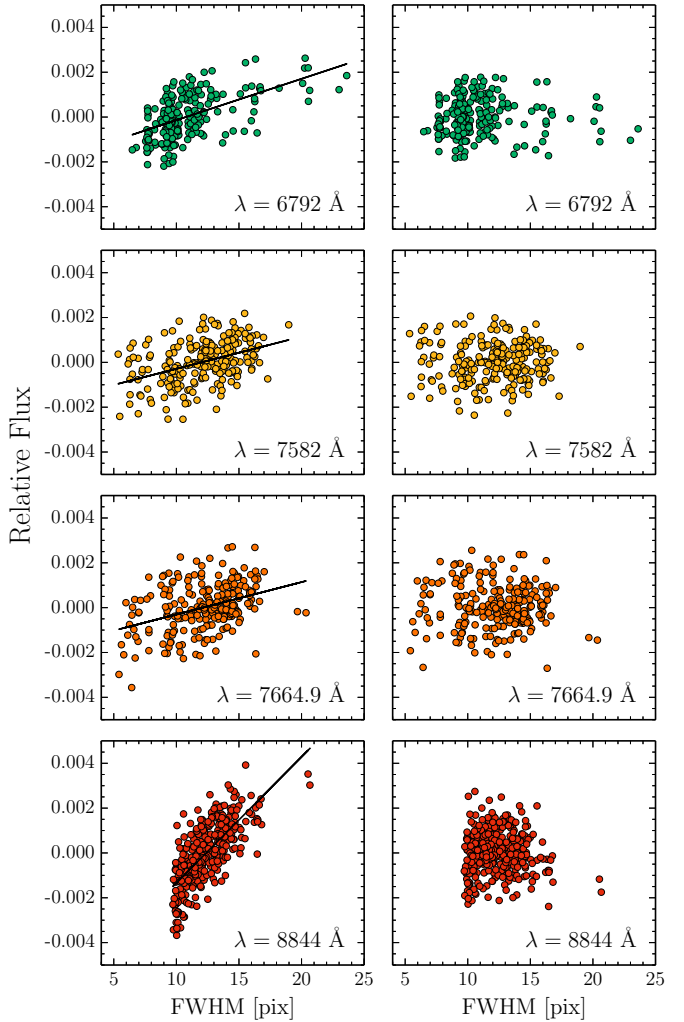 0.004
0.002
0.000
-0.002
-0.004
λ = 6792 Å
λ = 6792 Å
0.004
0.002
0.000
-0.002
-0.004
λ = 7582 Å
λ = 7582 Å
Relative Flux
0.004
0.002
0.000
-0.002
-0.004
λ = 7664.9 Å
λ = 7664.9 Å
0.004
0.002
0.000
-0.002
-0.004
λ = 8844 Å
λ = 8844 Å
5 10 15 20 25
5 10 15 20 25
FWHM [pix]
FWHM [pix]